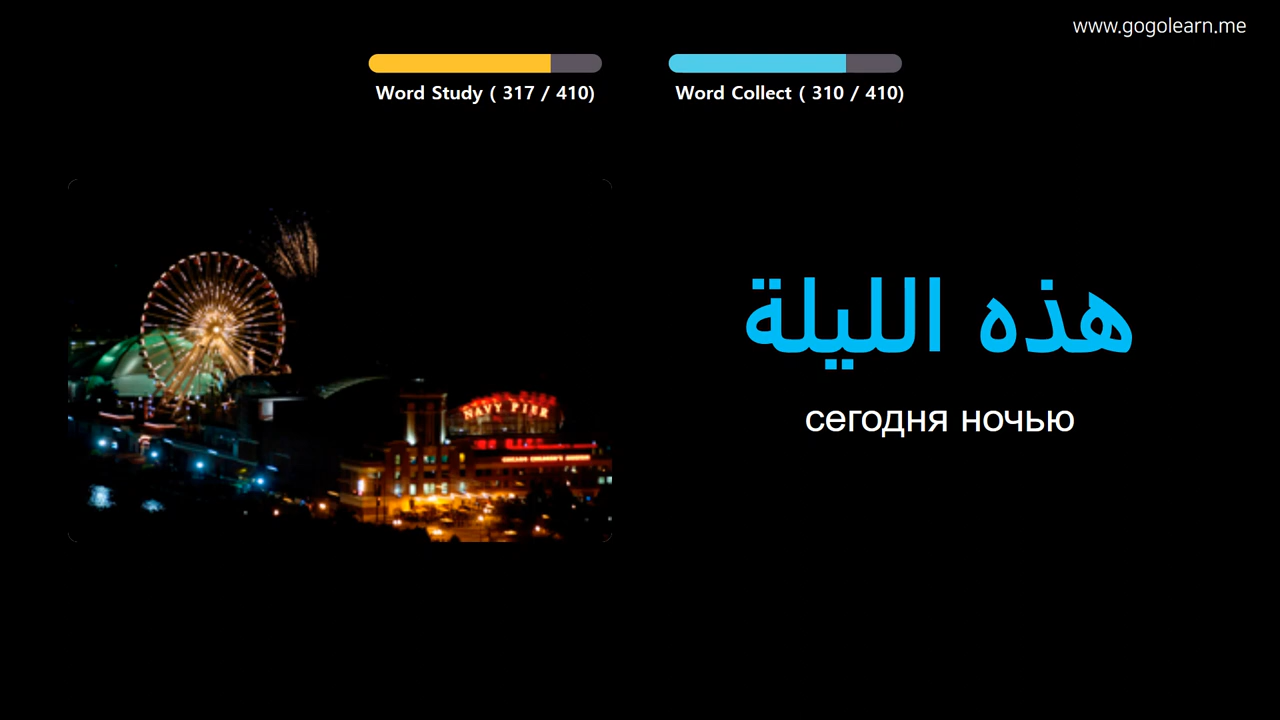 www.gogolearn.me
Word Study ( 317 / 410)
Word Collect ( 310 / 410)
NAVY PIER
هذه الليلة
сегодня ночью